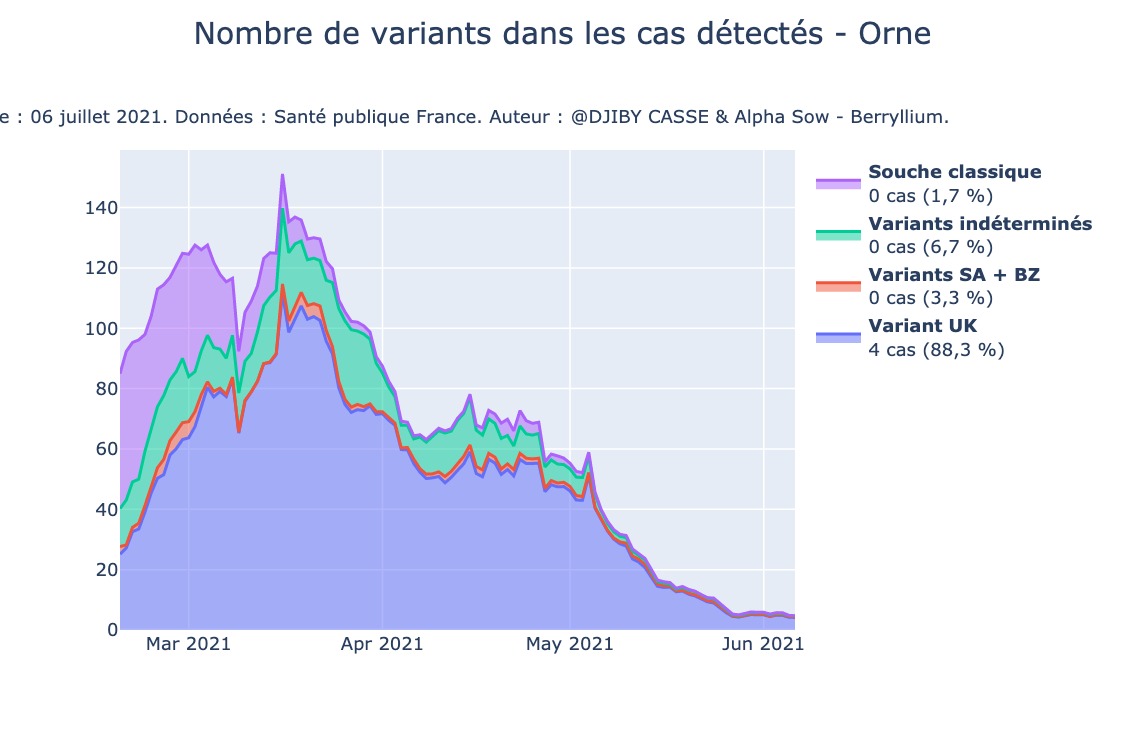 Nombre de variants dans les cas détectés - Orne
e : 06 juillet 2021. Données : Santé publique France. Auteur : @DJIBY CASSE & Alpha Sow - Berryllium.
Souche classique
0 cas (1,7 %)
Variants indéterminés
0 cas (6,7 %)
Variants SA + BZ
0 cas (3,3 %)
Variant UK
4 cas (88,3 %)
140
120
100
80
60
40
20
0
Mar 2021 Apr 2021 May 2021 Jun 2021